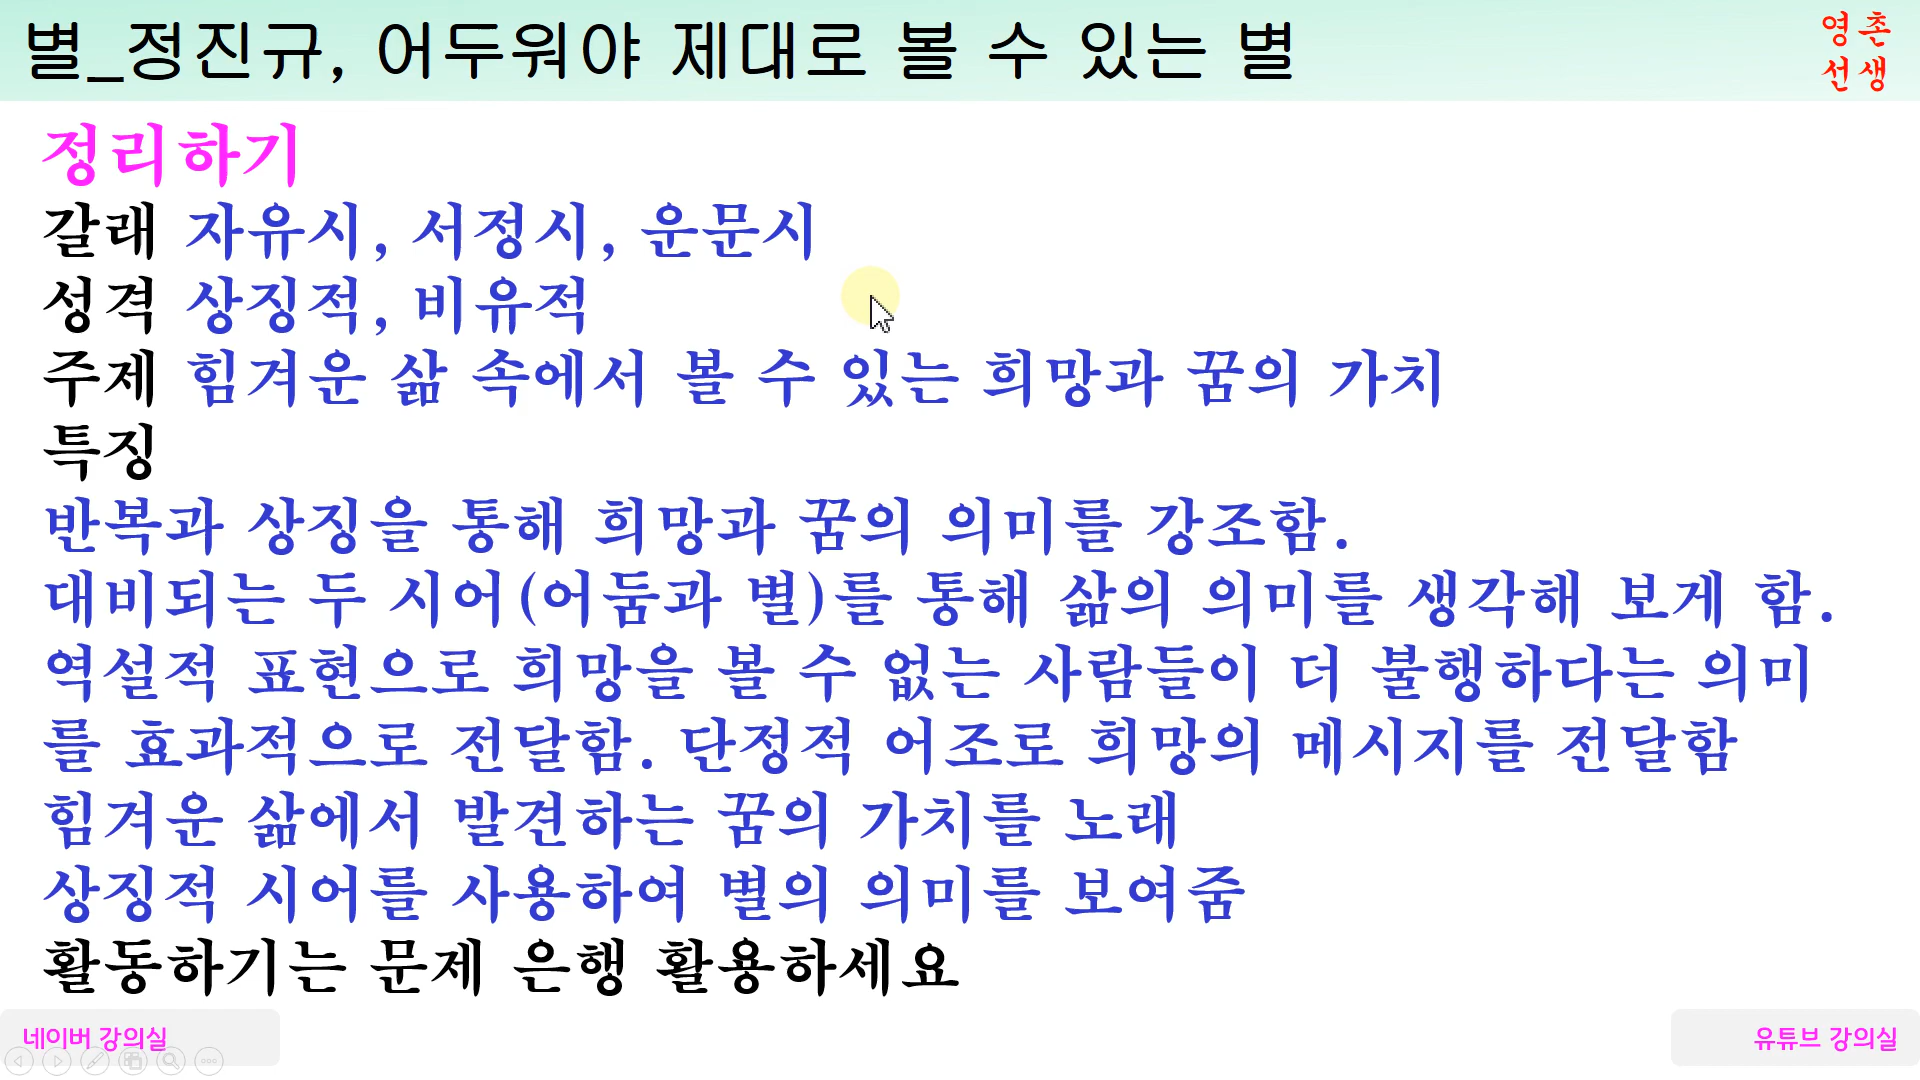 별_정진규, 어두워야 제대로 볼 수 있는 별
영촌
선생
정리하기
갈래 자유시, 서정시, 운문시
성격 상징적, 비유적
주제 힘겨운 삶 속에서 볼 수 있는 희망과 꿈의 가치
특징
반복과 상징을 통해 희망과 꿈의 의미를 강조함.
대비되는 두 시어(어둠과 별)를 통해 삶의 의미를 생각해 보게 함.
역설적 표현으로 희망을 볼 수 없는 사람들이 더 불행하다는 의미
를 효과적으로 전달함. 단정적 어조로 희망의 메시지를 전달함
힘겨운 삶에서 발견하는 꿈의 가치를 노래
상징적 시어를 사용하여 별의 의미를 보여줌
활동하기는 문제 은행 활용하세요
네이버 강의실
유튜브 강의실